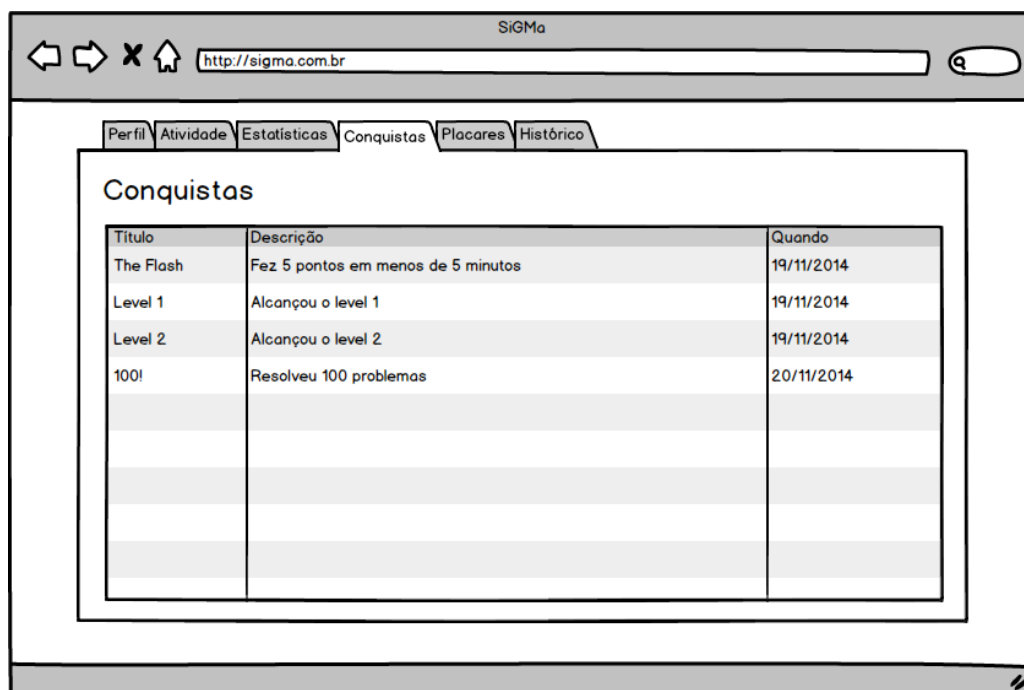 SiGMa
http://sigma.com.br
Perfil Atividade Estatísticas Conquistas Placares Histórico
Conquistas
Título Descrição Quando
The Flash Fez 5 pontos em menos de 5 minutos 19/11/2014
Level 1 Alcançou o level 1 19/11/2014
Level 2 Alcançou o level 2 19/11/2014
100! Resolveu 100 problemas 20/11/2014